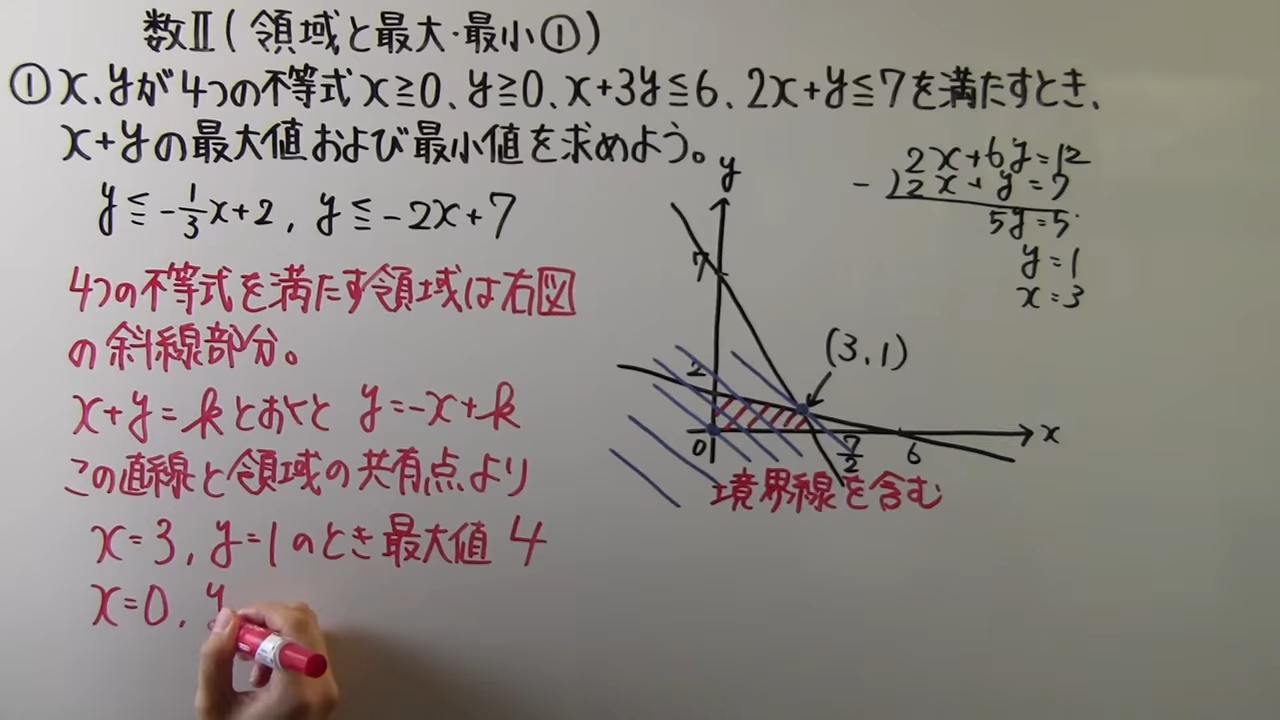 数Ⅱ(領域と最大・最小①)
①x、yが4つの不等式x≧0、y≧0、x+3y≦6、2x+y≦7を満たすとき、
x+yの最大値および最小値を求めよう。
y≦-1/3x+2, y≦-2x+7
4つの不等式を満たす領域は右図
の斜線部分。
x+y=kとおくと y=-x+k
この直線と領域の共有点より
x=3, y=1のとき最大値 4
x=0, y
2x+6y=12
-)2x+y=7
5y=5
y=1
x=3
y
7
(3,1)
2
0
7/2
6
x
境界線を含む